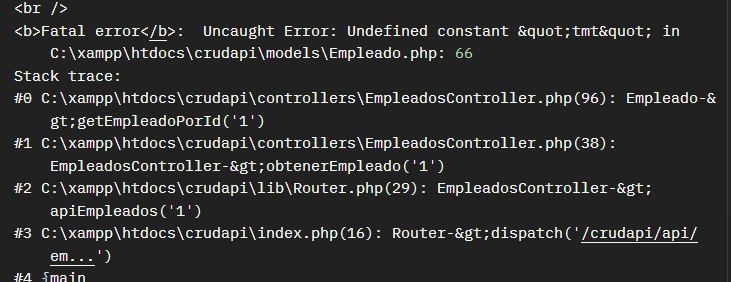 <br />
<b>Fatal error</b>:  Uncaught Error: Undefined constant &quot;tmt&quot; in
C:\xampp\htdocs\crudapi\models\Empleado.php: 66
Stack trace:
#0 C:\xampp\htdocs\crudapi\controllers\EmpleadosController.php(96): Empleado-&
gt;getEmpleadoPorId('1')
#1 C:\xampp\htdocs\crudapi\controllers\EmpleadosController.php(38):
EmpleadosController-&gt;obtenerEmpleado('1')
#2 C:\xampp\htdocs\crudapi\lib\Router.php(29): EmpleadosController-&gt;
apiEmpleados('1')
#3 C:\xampp\htdocs\crudapi\index.php(16): Router-&gt;dispatch('/crudapi/api/
em...')
#4 {main